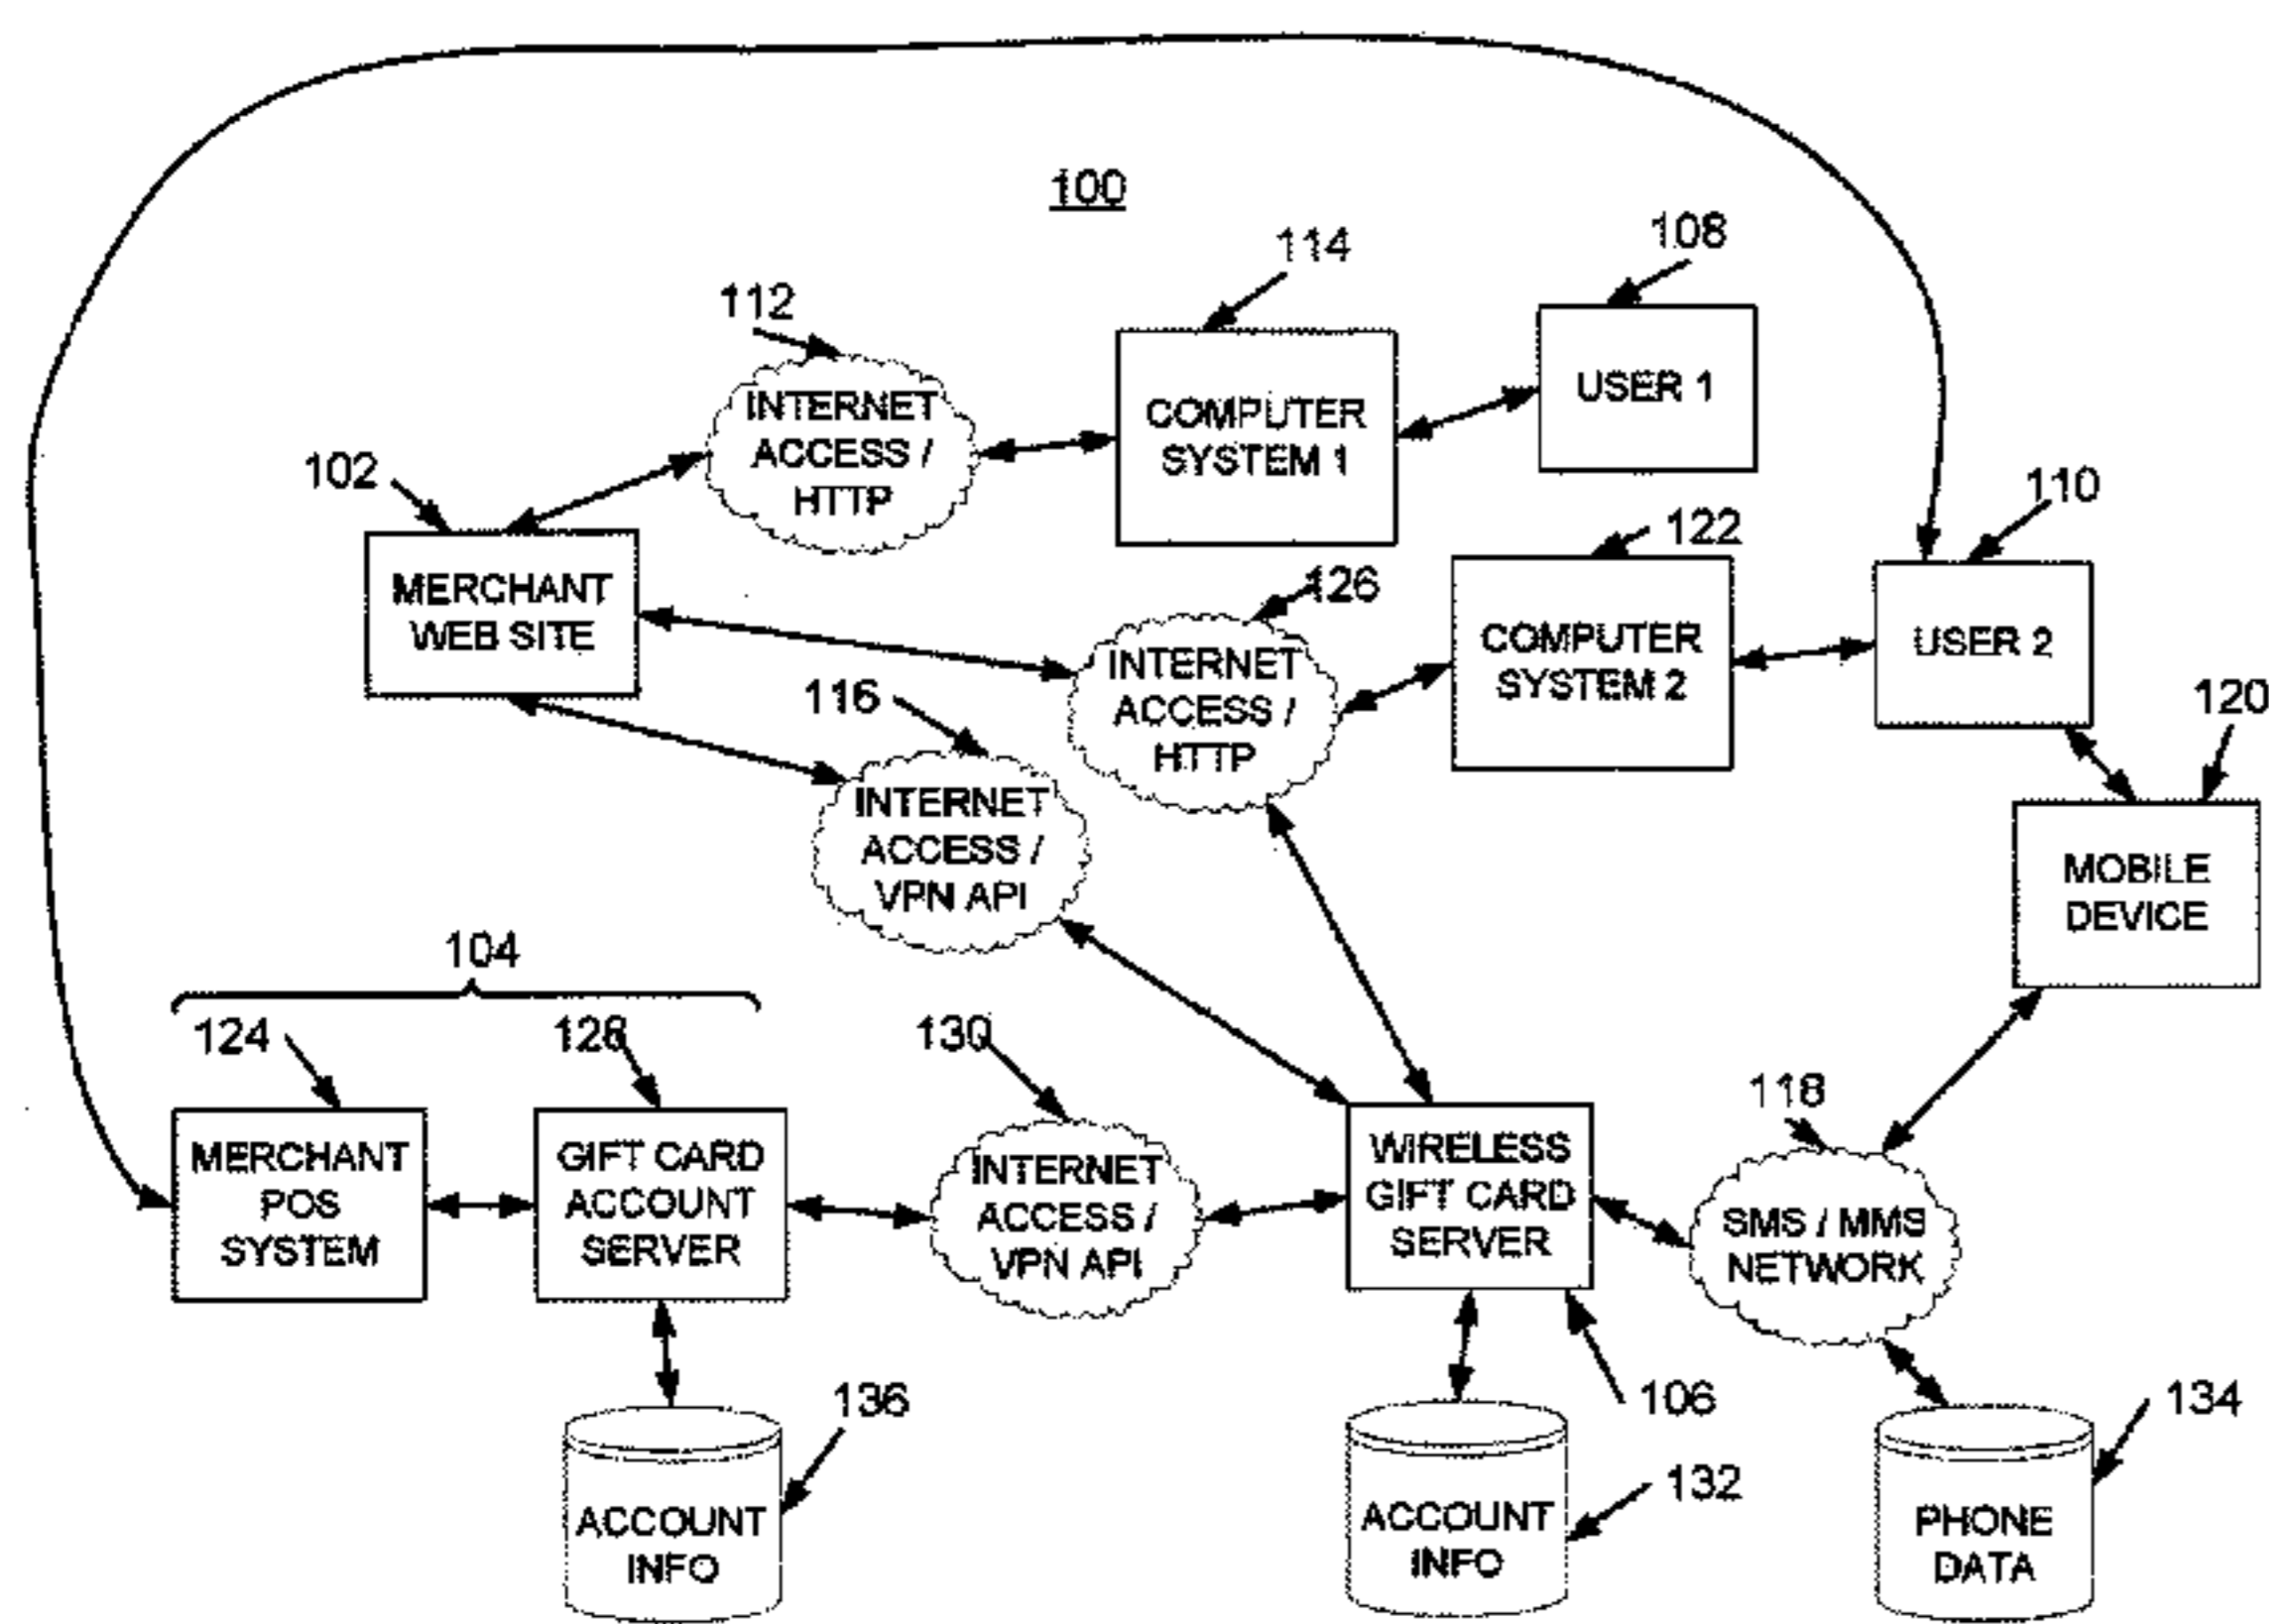 100
108
114
112
USER 1
INTERNET
ACCESS /
HTTP
COMPUTER
SYSTEM 1
102
110
122
126
MERCHANT
WEB SITE
COMPUTER
SYSTEM 2
USER 2
INTERNET
ACCESS /
HTTP
116
120
INTERNET
ACCESS /
VPN API
MOBILE
DEVICE
104
124
128
130
118
MERCHANT
POS
SYSTEM
GIFT CARD
ACCOUNT
SERVER
INTERNET
ACCESS /
VPN API
WIRELESS
GIFT CARD
SERVER
SMS / MMS
NETWORK
136
106
134
132
ACCOUNT
INFO
ACCOUNT
INFO
PHONE
DATA